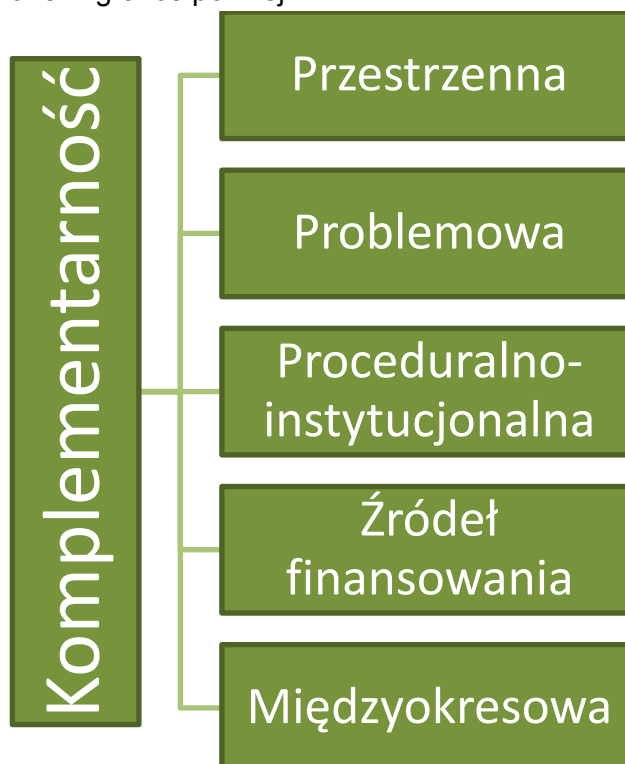 Komplementarność
Przestrzenna
Problemowa
Proceduralno-
instytucjonalna
Źródeł
finansowania
Międzyokresowa